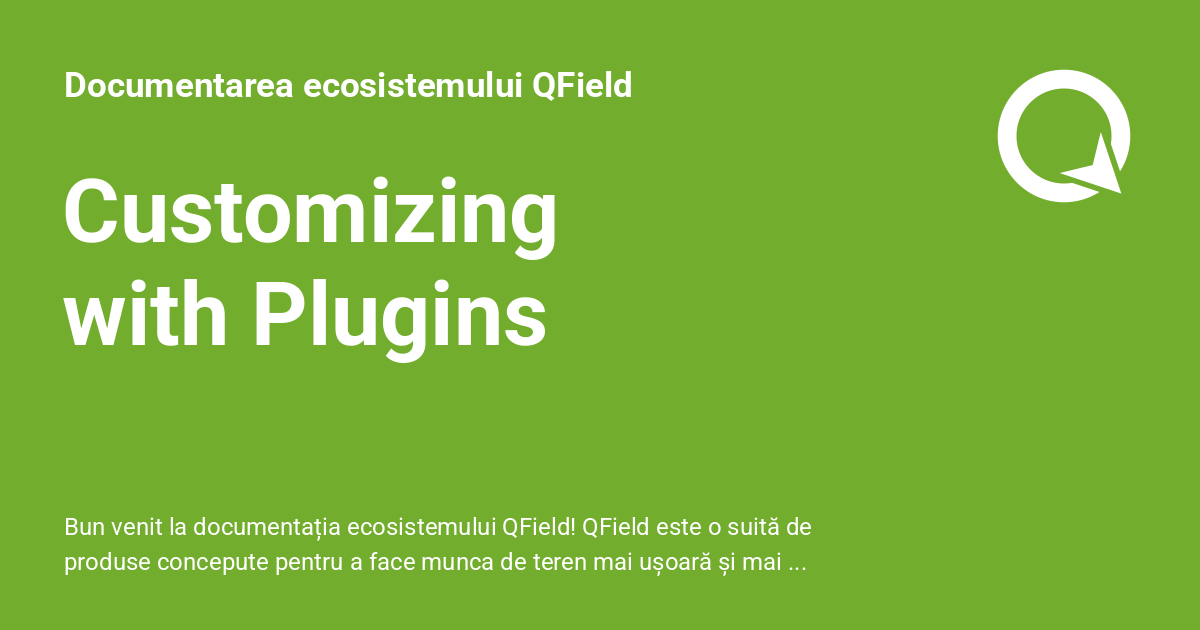 Documentarea ecosistemului QField
Customizing
with Plugins
Bun venit la documentația ecosistemului QField! QField este o suită de
produse concepute pentru a face munca de teren mai ușoară și mai ...